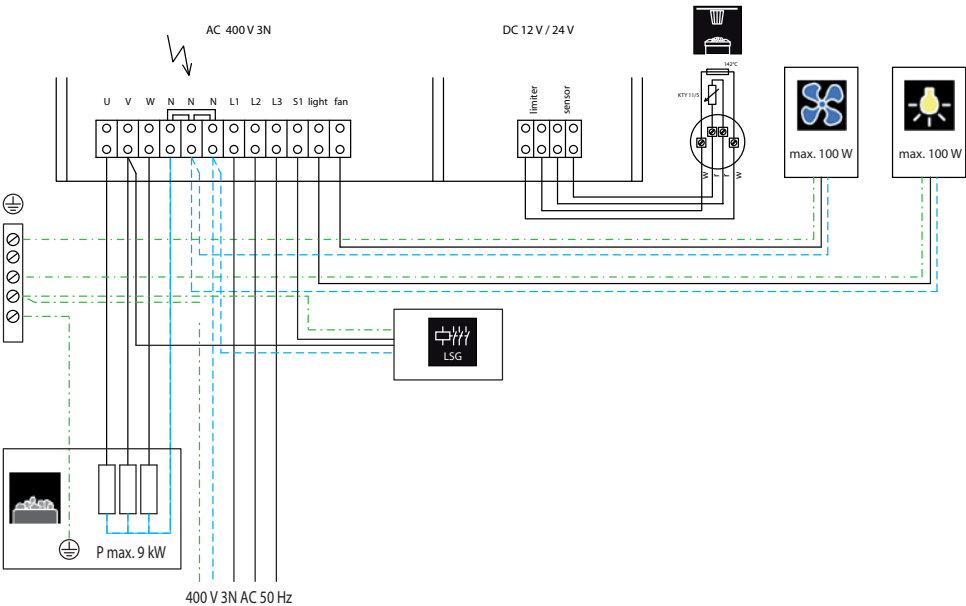 AC 400 V 3N
DC 12 V / 24 V
142°C
KTY 11/5
U V W N N N L1 L2 L3 S1 light fan
limiter
sensor
W r r W
max. 100 W
max. 100 W
LSG
P max. 9 kW
400 V 3N AC 50 Hz